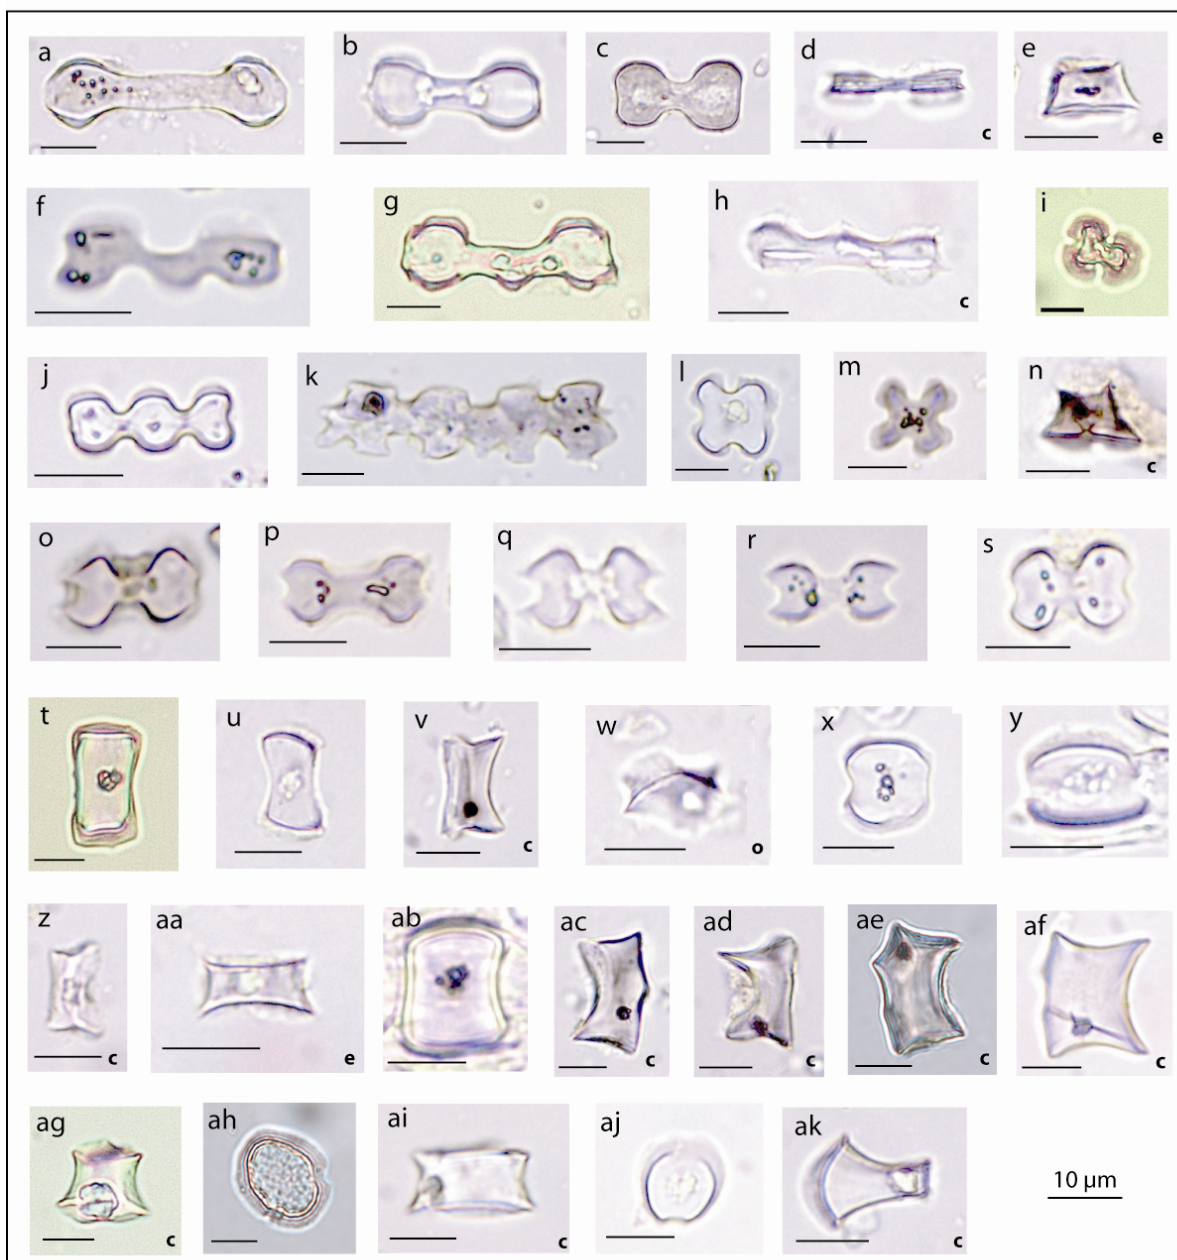 a b c d e
c e
f g h i
c
j k l m n
c
o p q r s
t u v w x y
c o
z aa ab ac ad ae af
c e c c c c
ag ah ai aj ak
10 µm
c c c